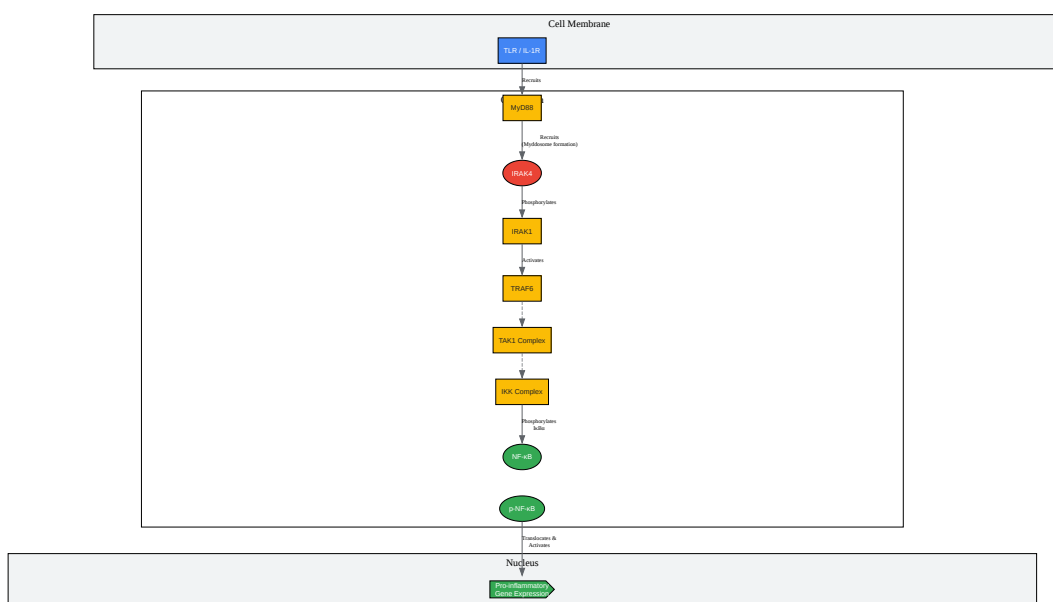 Cell Membrane
TLR / IL-1R
Recruits
MyD88
Recruits
(Myddosome formation)
IRAK4
Phosphorylates
IRAK1
Activates
TRAF6
TAK1 Complex
IKK Complex
Phosphorylates
IκBα
NF-κB
p-NF-κB
Translocates &
Activates
Nucleus
Pro-inflammatory
Gene Expression